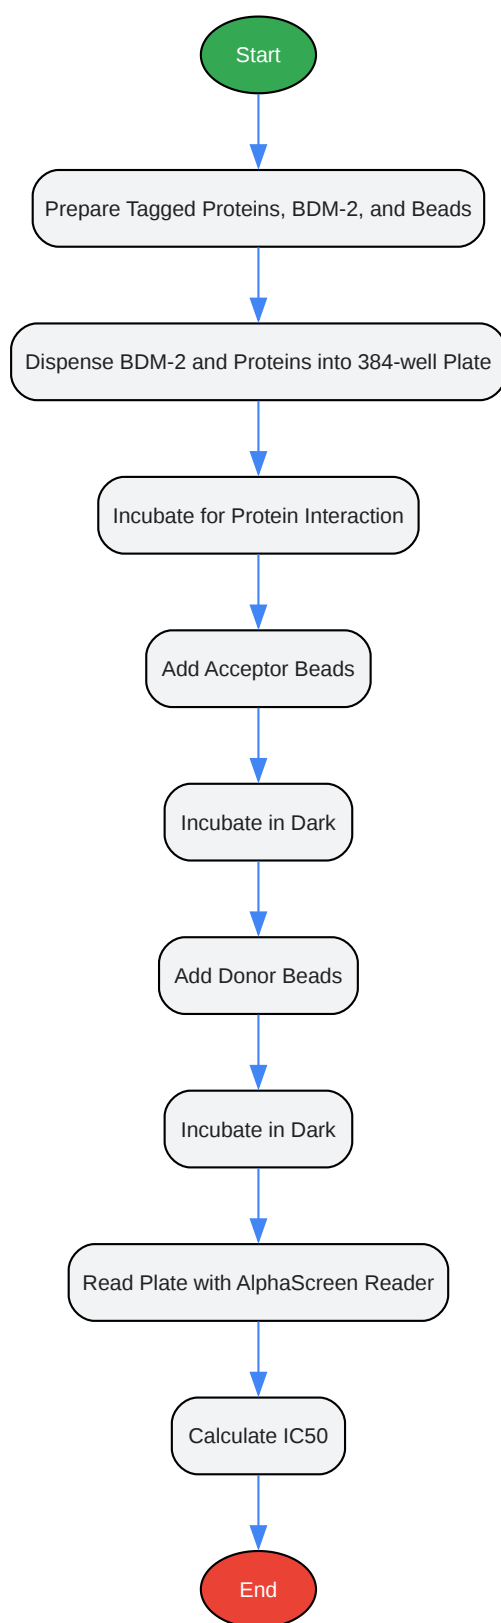 Start
Prepare Tagged Proteins, BDM-2, and Beads
Dispense BDM-2 and Proteins into 384-well Plate
Incubate for Protein Interaction
Add Acceptor Beads
Incubate in Dark
Add Donor Beads
Incubate in Dark
Read Plate with AlphaScreen Reader
Calculate IC50
End